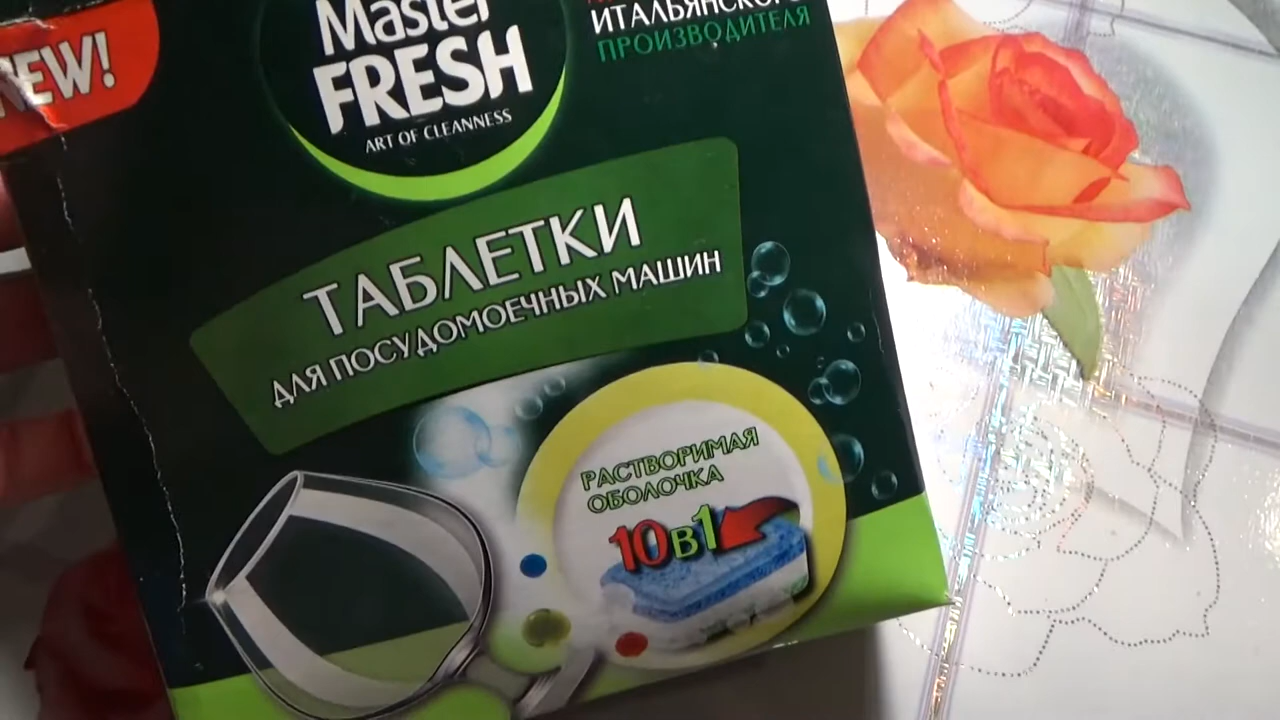 NEW!
Master
FRESH
ART OF CLEANNESS
ИТАЛЬЯНСКОГО
ПРОИЗВОДИТЕЛЯ
ТАБЛЕТКИ
ДЛЯ ПОСУДОМОЕЧНЫХ МАШИН
РАСТВОРИМАЯ
ОБОЛОЧКА
10в1